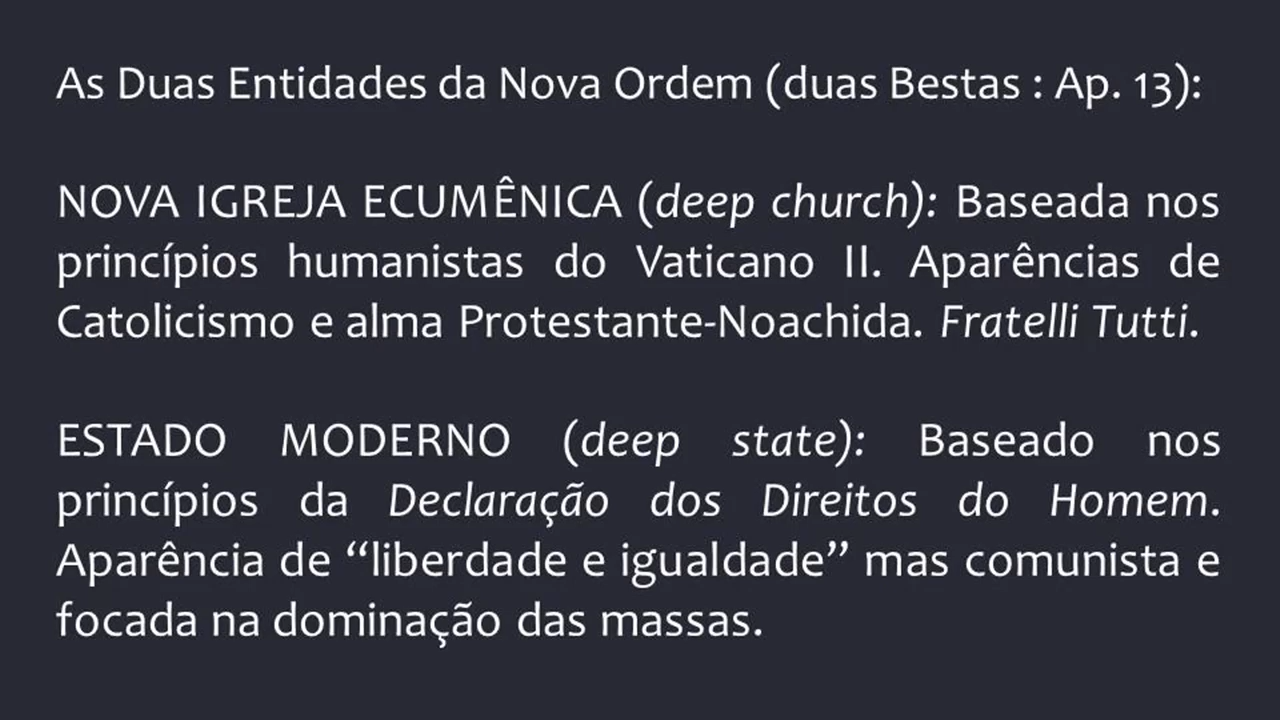 As Duas Entidades da Nova Ordem (duas Bestas : Ap. 13):
NOVA IGREJA ECUMÊNICA (deep church): Baseada nos
princípios humanistas do Vaticano II. Aparências de
Catolicismo e alma Protestante-Noachida. Fratelli Tutti.
ESTADO MODERNO (deep state): Baseado nos
princípios da Declaração dos Direitos do Homem.
Aparência de “liberdade e igualdade” mas comunista e
focada na dominação das massas.